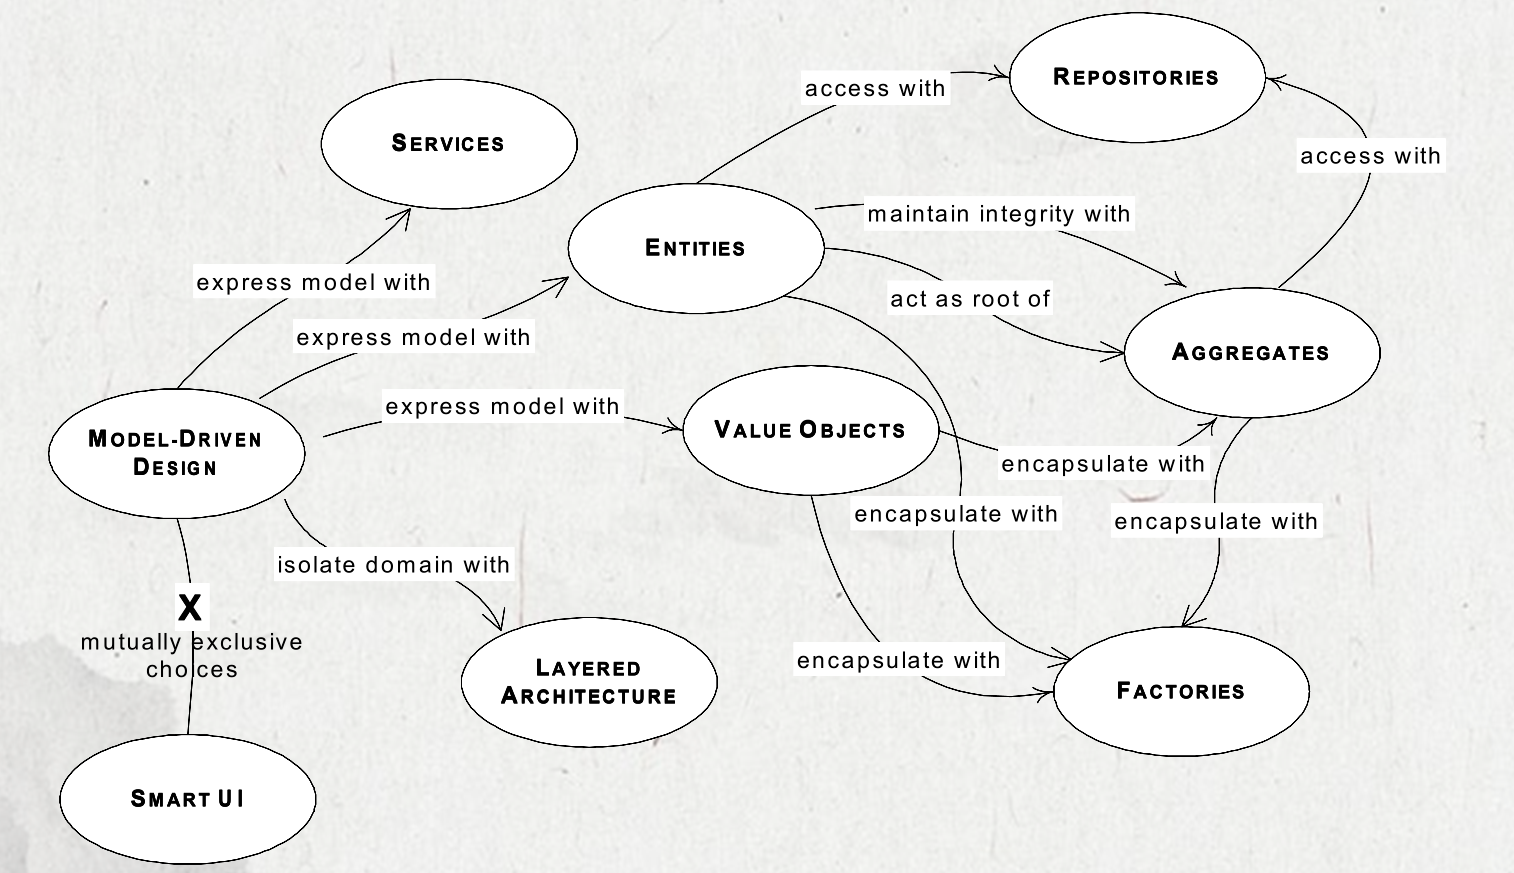 REPOSITORIES
access with
SERVICES
access with
maintain integrity with
ENTITIES
express model with
act as root of
express model with
AGGREGATES
express model with
VALUE OBJECTS
MODEL-DRIVEN
DESIGN
encapsulate with
encapsulate with
encapsulate with
isolate domain with
X
mutually exclusive
choices
encapsulate with
LAYERED
ARCHITECTURE
FACTORIES
SMART UI